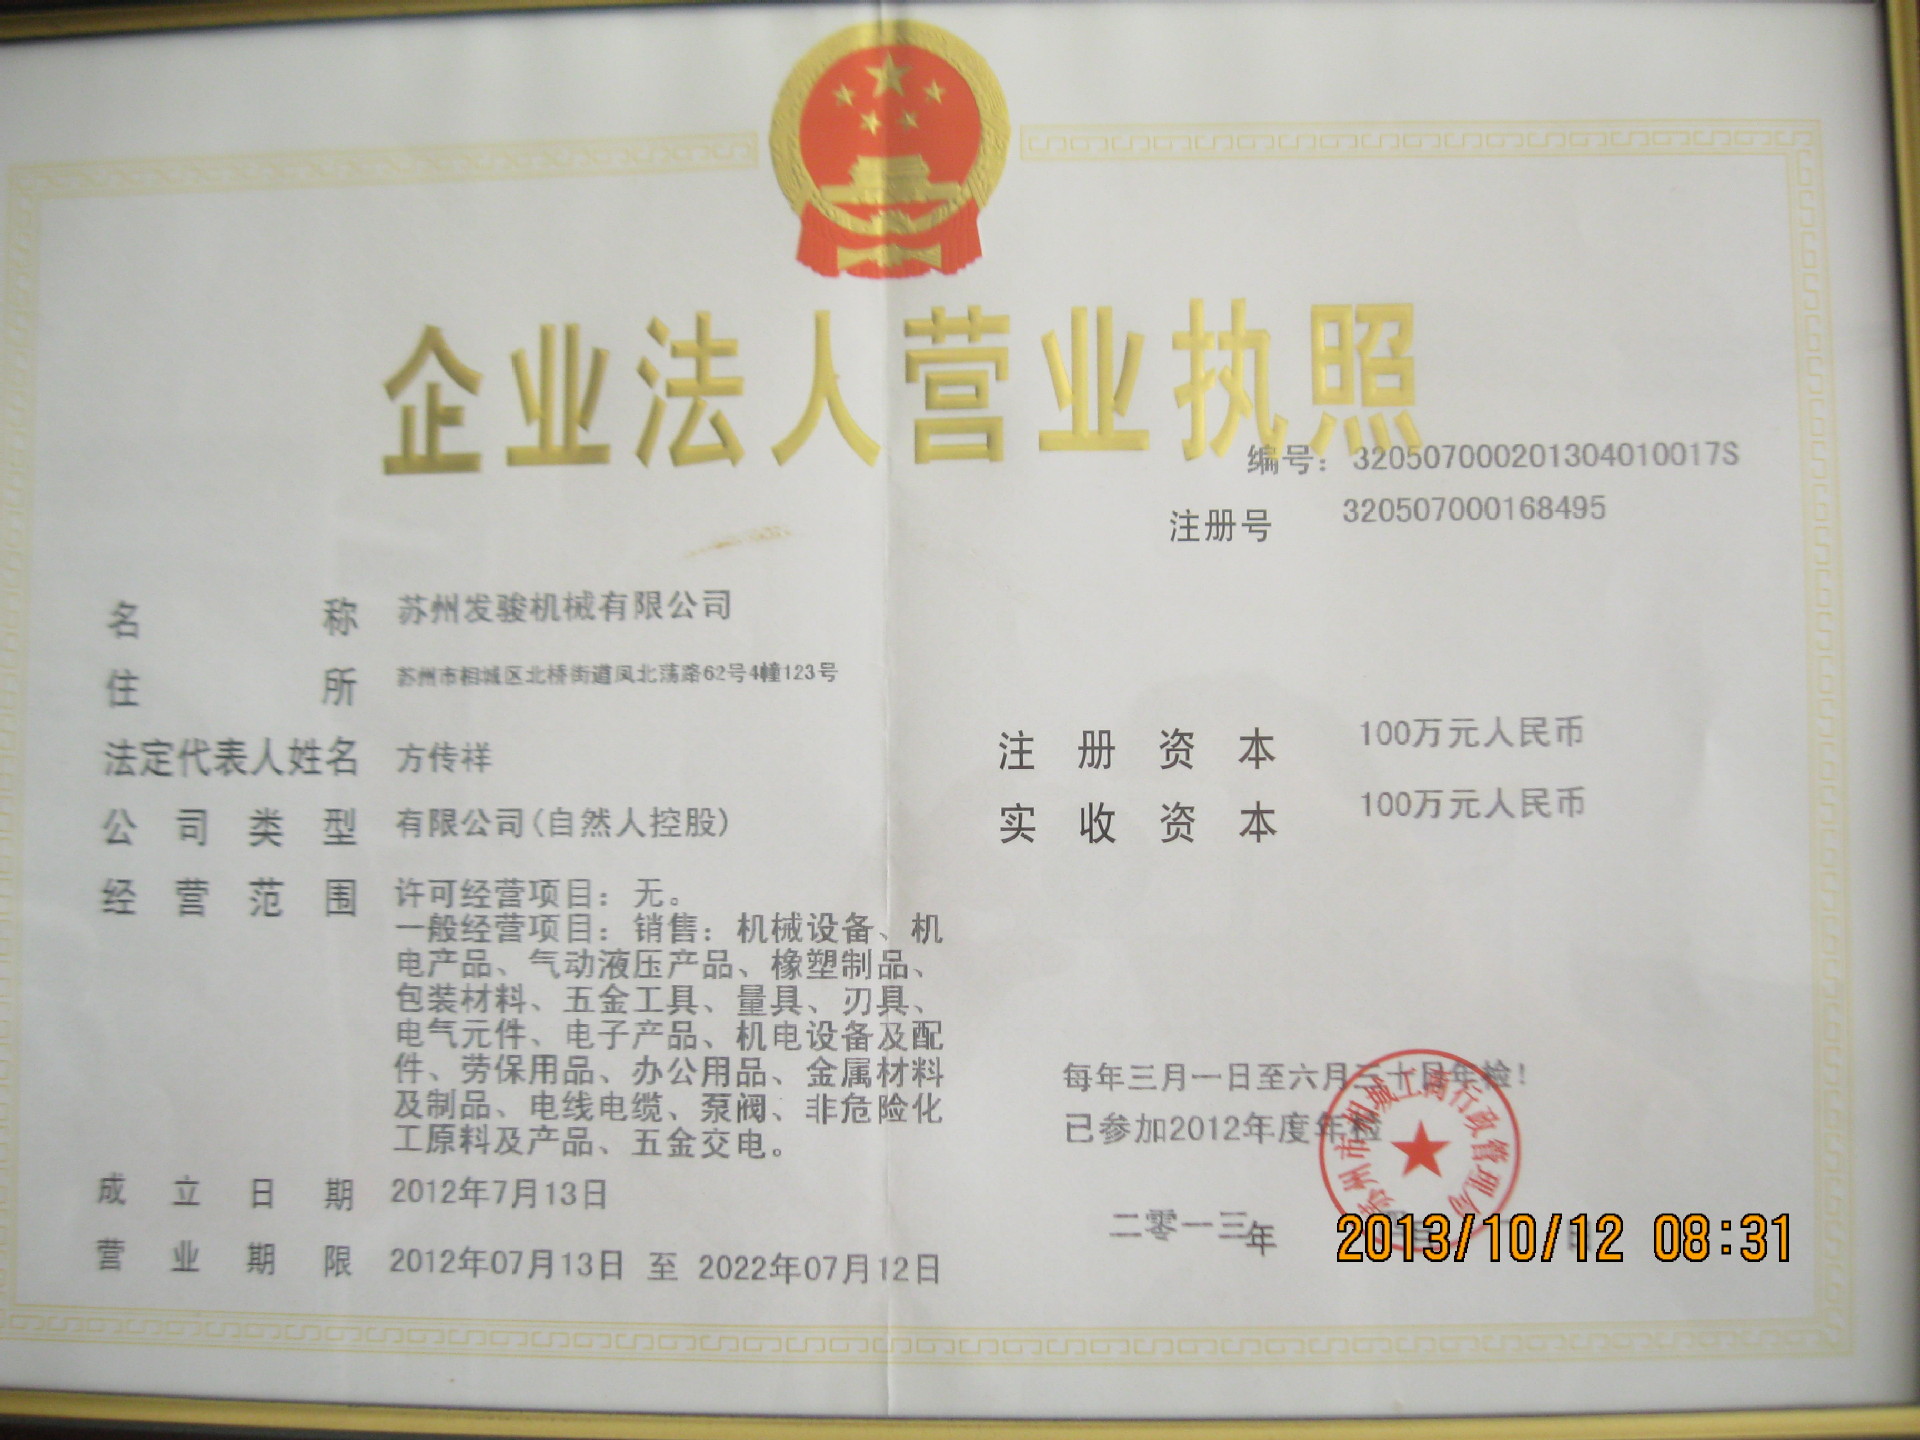 企业法人营业执照
编号：320507000201304010017S
注册号 320507000168495
名称 苏州发骏机械有限公司
住所 苏州市相城区北桥街道凤北荡路62号4幢123号
法定代表人姓名 方传祥
注册资本 100万元人民币
公司类型 有限公司(自然人控股)
实收资本 100万元人民币
经营范围 许可经营项目：无。
一般经营项目：销售：机械设备、机
电产品、气动液压产品、橡塑制品、
包装材料、五金工具、量具、刃具、
电气元件、电子产品、机电设备及配
件、劳保用品、办公用品、金属材料
及制品、电线电缆、泵阀、非危险化
工原料及产品、五金交电。
每年三月一日至六月三十日年检！
已参加2012年度年检
苏州市相城工商行政管理局
成立日期 2012年7月13日
二零一三年
营业期限 2012年07月13日 至 2022年07月12日
2013/10/12 08:31